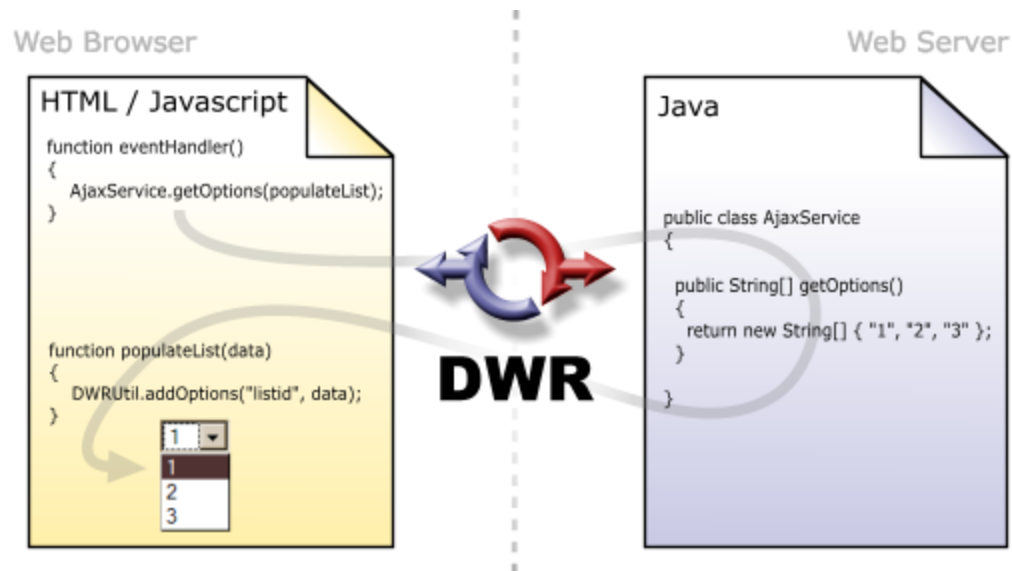 Web Browser
Web Server
HTML / Javascript
function eventHandler()
{
AjaxService.getOptions(populateList);
}
function populateList(data)
{
DWRUtil.addOptions("listid", data);
}
1
1
2
3
DWR
Java
public class AjaxService
{
public String[] getOptions()
{
return new String[] { "1", "2", "3" };
}
}